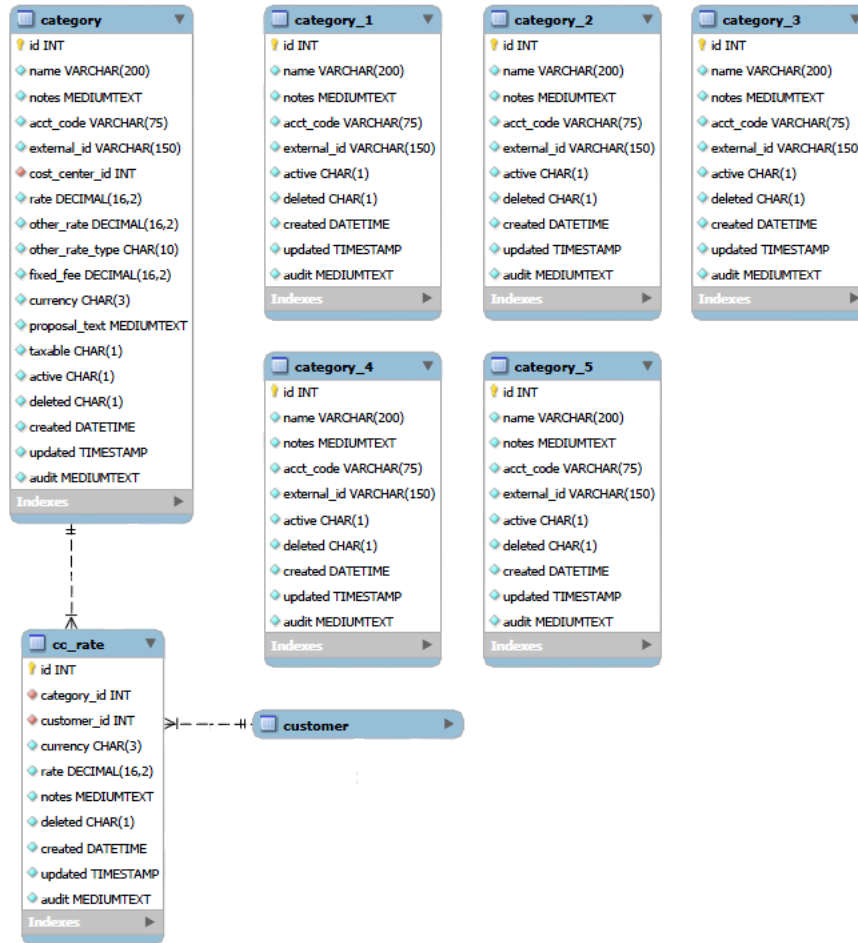 category
id INT
name VARCHAR(200)
notes MEDIUMTEXT
acct_code VARCHAR(75)
external_id VARCHAR(150)
cost_center_id INT
rate DECIMAL(16,2)
other_rate DECIMAL(16,2)
other_rate_type CHAR(10)
fixed_fee DECIMAL(16,2)
currency CHAR(3)
proposal_text MEDIUMTEXT
taxable CHAR(1)
active CHAR(1)
deleted CHAR(1)
created DATETIME
updated TIMESTAMP
audit MEDIUMTEXT
Indexes
category_1
id INT
name VARCHAR(200)
notes MEDIUMTEXT
acct_code VARCHAR(75)
external_id VARCHAR(150)
active CHAR(1)
deleted CHAR(1)
created DATETIME
updated TIMESTAMP
audit MEDIUMTEXT
Indexes
category_2
id INT
name VARCHAR(200)
notes MEDIUMTEXT
acct_code VARCHAR(75)
external_id VARCHAR(150)
active CHAR(1)
deleted CHAR(1)
created DATETIME
updated TIMESTAMP
audit MEDIUMTEXT
Indexes
category_3
id INT
name VARCHAR(200)
notes MEDIUMTEXT
acct_code VARCHAR(75)
external_id VARCHAR(150
active CHAR(1)
deleted CHAR(1)
created DATETIME
updated TIMESTAMP
audit MEDIUMTEXT
Indexes
category_4
id INT
name VARCHAR(200)
notes MEDIUMTEXT
acct_code VARCHAR(75)
external_id VARCHAR(150)
active CHAR(1)
deleted CHAR(1)
created DATETIME
updated TIMESTAMP
audit MEDIUMTEXT
Indexes
category_5
id INT
name VARCHAR(200)
notes MEDIUMTEXT
acct_code VARCHAR(75)
external_id VARCHAR(150)
active CHAR(1)
deleted CHAR(1)
created DATETIME
updated TIMESTAMP
audit MEDIUMTEXT
Indexes
cc_rate
id INT
category_id INT
customer_id INT
currency CHAR(3)
rate DECIMAL(16,2)
notes MEDIUMTEXT
deleted CHAR(1)
created DATETIME
updated TIMESTAMP
audit MEDIUMTEXT
Indexes
customer